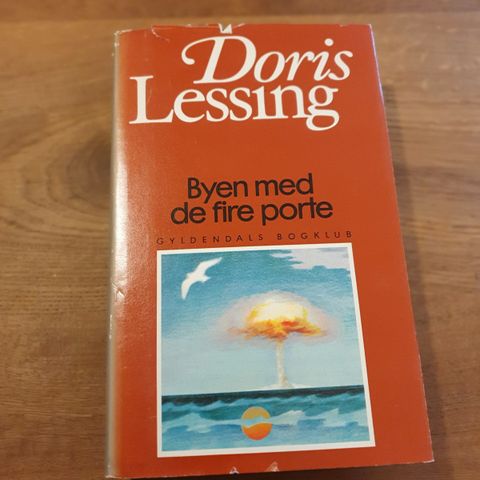 Doris
Lessing
Byen med
de fire porte
GYLDENDALS BOGKLUB